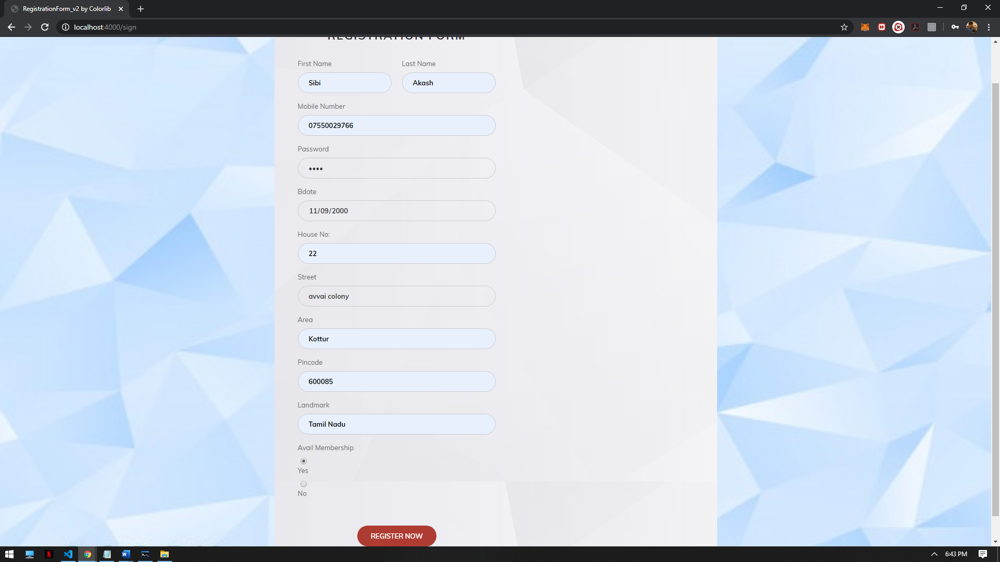 RegistrationForm_v2 by Colorlib
localhost:4000/sign
REGISTRATION FORM
First Name Last Name
Sibi Akash
Mobile Number
07550029766
Password
••••
Bdate
11/09/2000
House No:
22
Street
avvai colony
Area
Kottur
Pincode
600085
Landmark
Tamil Nadu
Avail Membership
Yes
No
REGISTER NOW
6:43 PM